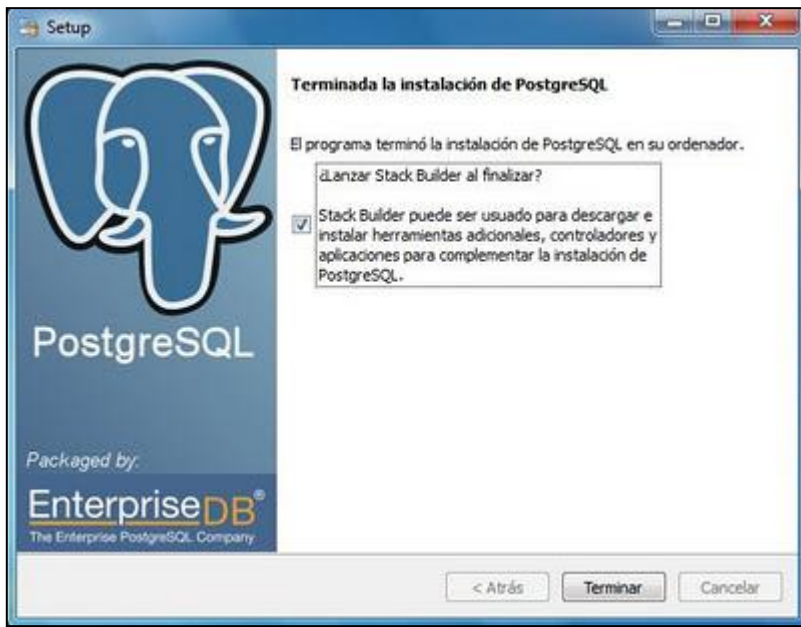 Setup
Terminada la instalación de PostgreSQL
El programa terminó la instalación de PostgreSQL en su ordenador.
¿Lanzar Stack Builder al finalizar?
Stack Builder puede ser usado para descargar e
instalar herramientas adicionales, controladores y
aplicaciones para complementar la instalación de
PostgreSQL.
PostgreSQL
Packaged by:
EnterpriseDB®
The Enterprise PostgreSQL Company
< Atrás
Terminar
Cancelar